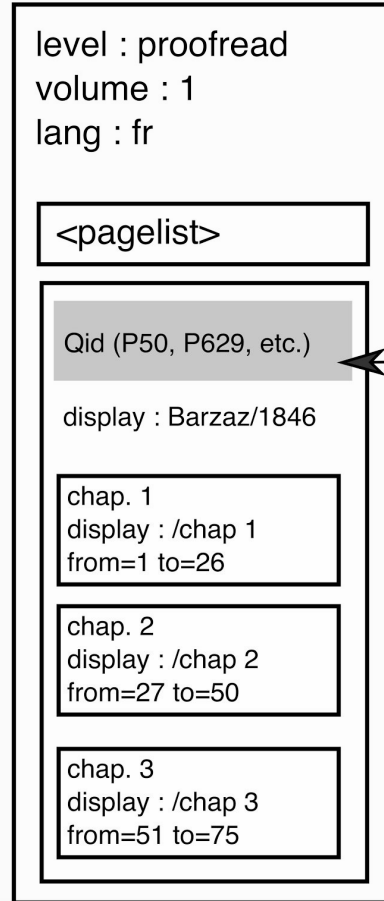 level : proofread
volume : 1
lang : fr
<pagelist>
Qid (P50, P629, etc.)
display : Barzaz/1846
chap. 1
display : /chap 1
from=1 to=26
chap. 2
display : /chap 2
from=27 to=50
chap. 3
display : /chap 3
from=51 to=75